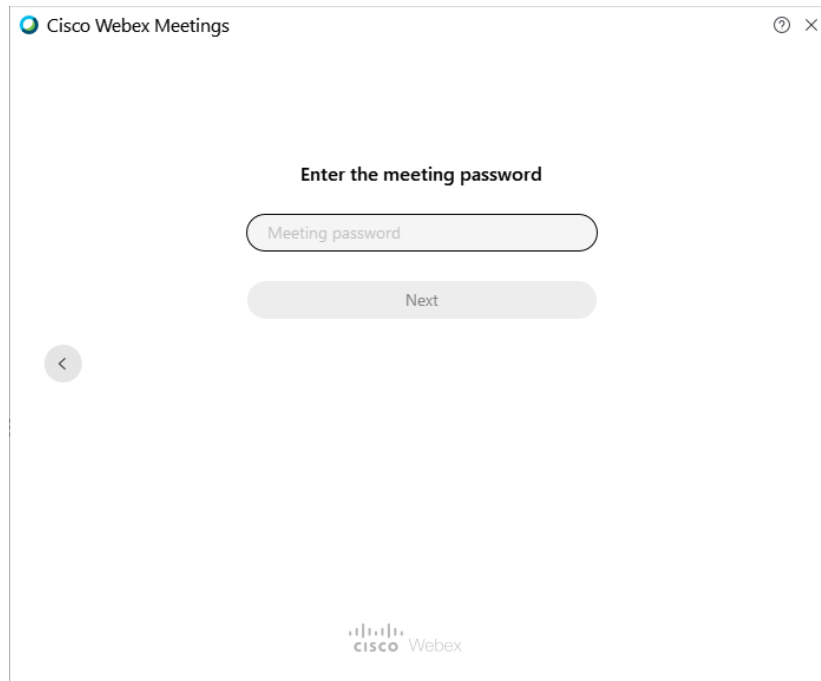 Cisco Webex Meetings
Enter the meeting password
Meeting password
Next
cisco Webex